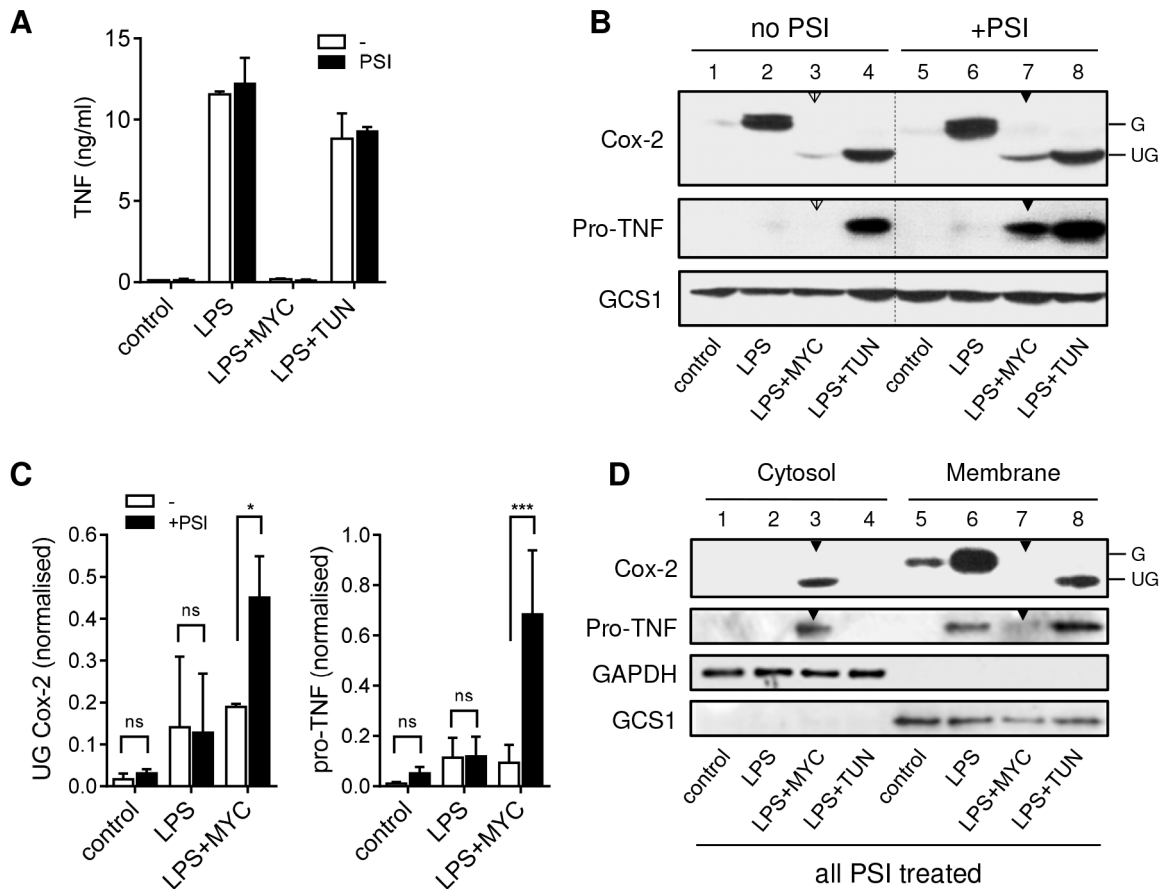 A
TNF (ng/ml)
15
10
5
0
-
PSI
control
LPS
LPS+MYC
LPS+TUN
B
no PSI
+PSI
1 2 3 4 5 6 7 8
Cox-2
G
UG
Pro-TNF
GCS1
control
LPS
LPS+MYC
LPS+TUN
control
LPS
LPS+MYC
LPS+TUN
C
-
+PSI
UG Cox-2 (normalised)
0.6
0.5
0.4
0.3
0.2
0.1
0.0
ns
ns
*
control
LPS
LPS+MYC
pro-TNF (normalised)
1.0
0.8
0.6
0.4
0.2
0.0
ns
ns
***
control
LPS
LPS+MYC
D
Cytosol
Membrane
1 2 3 4 5 6 7 8
Cox-2
G
UG
Pro-TNF
GAPDH
GCS1
control
LPS
LPS+MYC
LPS+TUN
control
LPS
LPS+MYC
LPS+TUN
all PSI treated